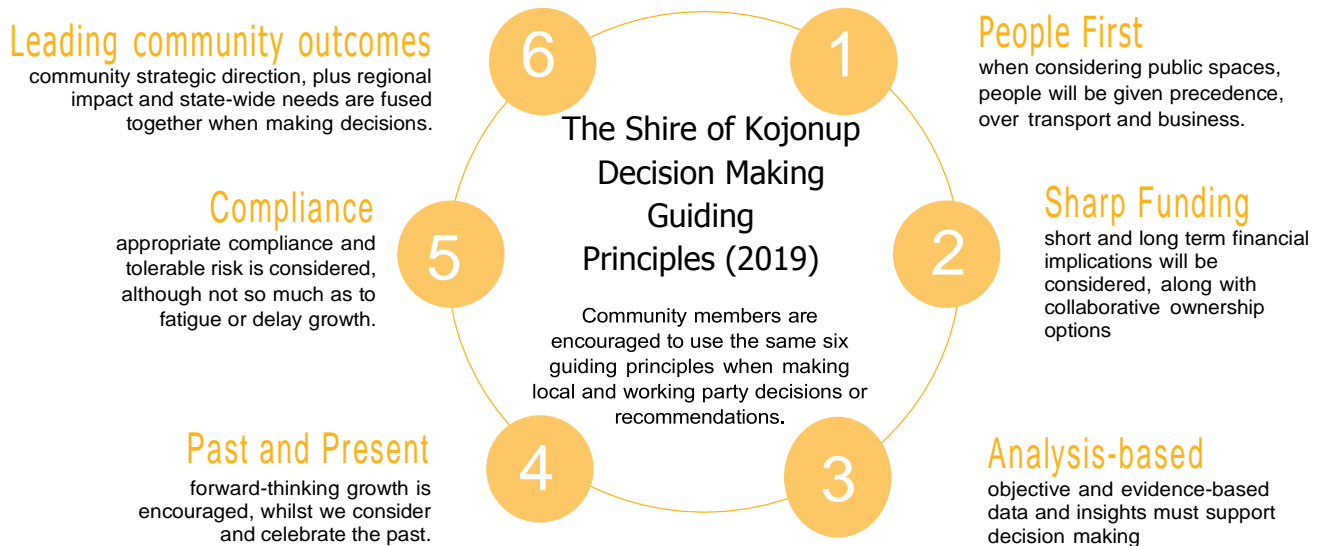 The Shire of Kojonup
Decision Making
Guiding
Principles (2019)
Community members are
encouraged to use the same six
guiding principles when making
local and working party decisions or
recommendations.
1
People First
when considering public spaces,
people will be given precedence,
over transport and business.
2
Sharp Funding
short and long term financial
implications will be
considered, along with
collaborative ownership
options
3
Analysis-based
objective and evidence-based
data and insights must support
decision making
4
Past and Present
forward-thinking growth is
encouraged, whilst we consider
and celebrate the past.
5
Compliance
appropriate compliance and
tolerable risk is considered,
although not so much as to
fatigue or delay growth.
6
Leading community outcomes
community strategic direction, plus regional
impact and state-wide needs are fused
together when making decisions.